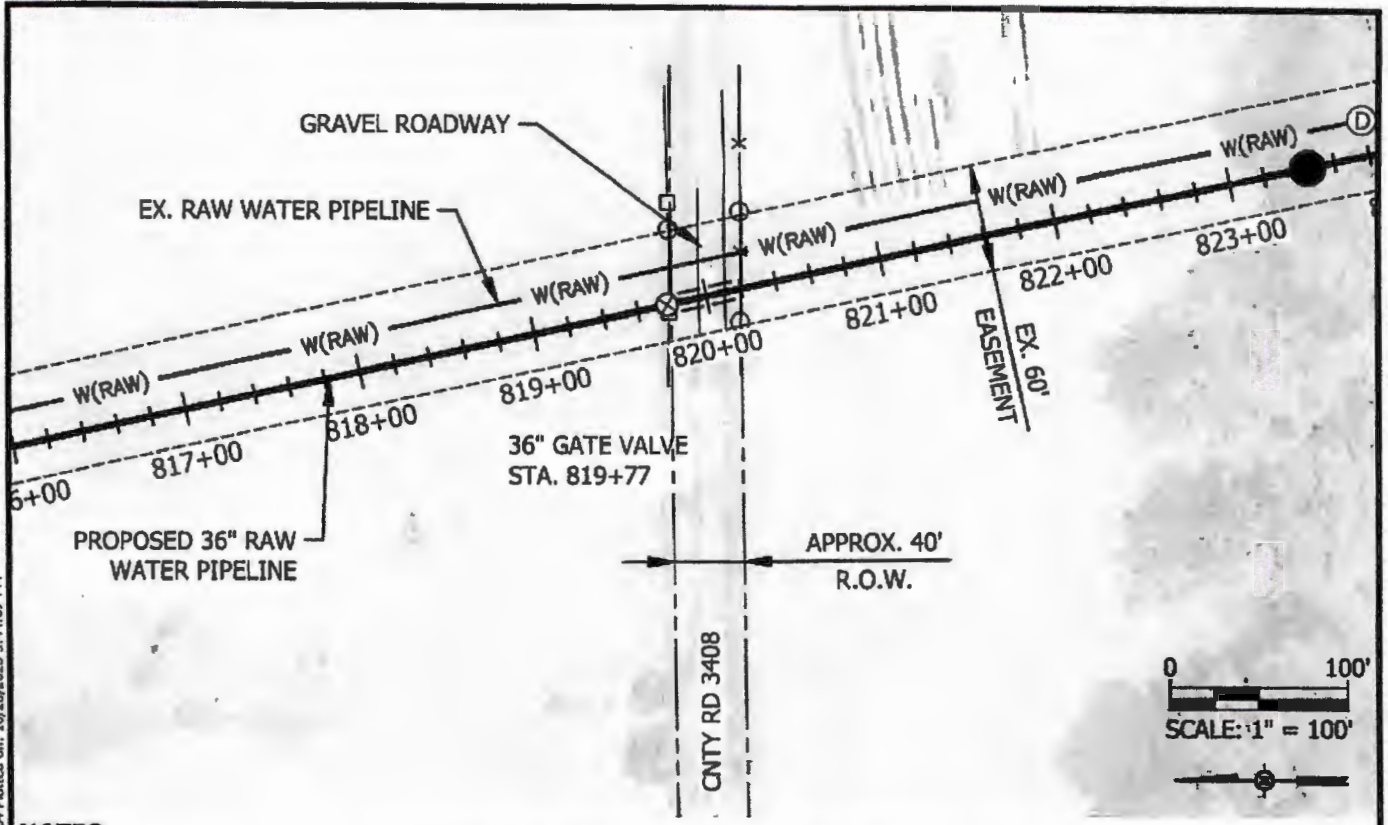 GRAVEL ROADWAY
EX. RAW WATER PIPELINE
W(RAW)
W(RAW)
W(RAW)
W(RAW)
W(RAW)
W(RAW)
D
6+00
817+00
818+00
819+00
820+00
821+00
822+00
823+00
EX. 60'
EASEMENT
36" GATE VALVE
STA. 819+77
PROPOSED 36" RAW
WATER PIPELINE
APPROX. 40'
R.O.W.
CNTY RD 3408
0 100'
SCALE: 1" = 100'